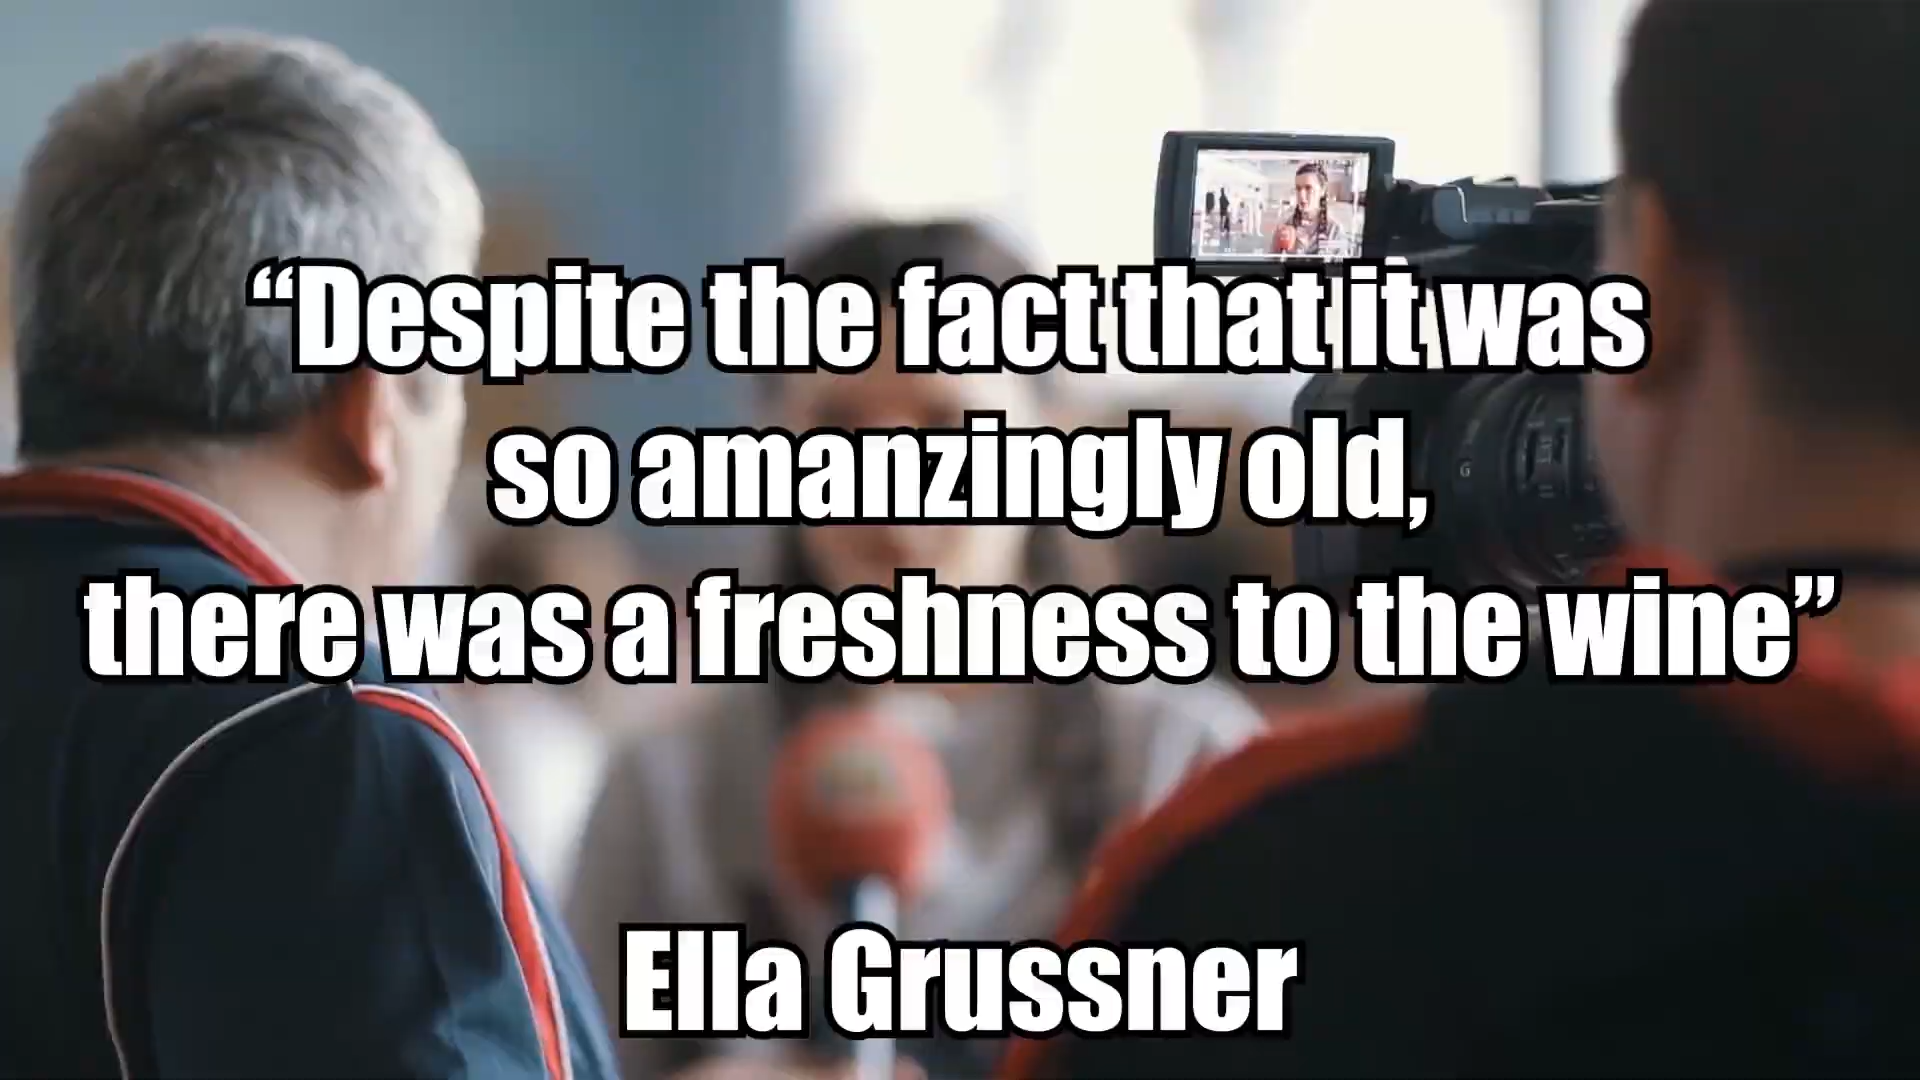 “Despite the fact that it was
so amanzingly old,
there was a freshness to the wine”
Ella Grussner